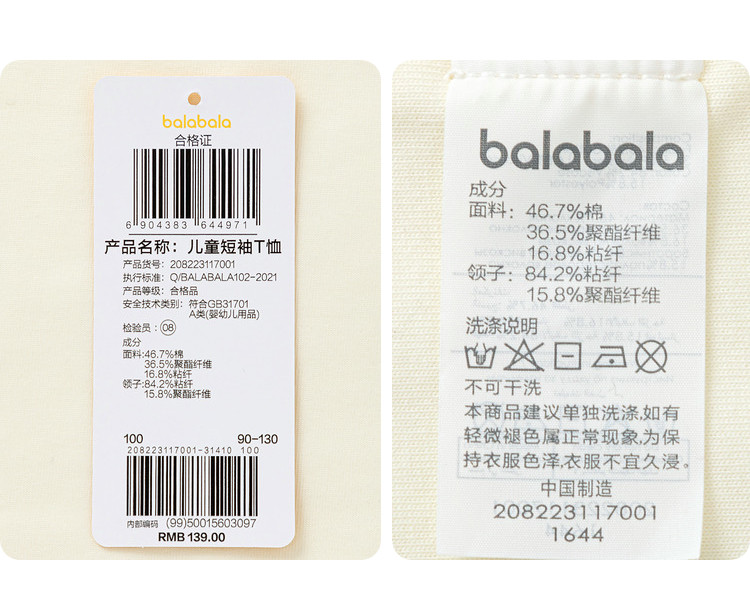 balabala
合格证
6 904383 644971
产品名称：儿童短袖T恤
产品货号：208223117001
执行标准：Q/BALABALA102-2021
产品等级：合格品
安全技术类别：符合GB31701
A类(婴幼儿用品)
检验员：08
成分
面料:46.7%棉
36.5%聚酯纤维
16.8%粘纤
领子:84.2%粘纤
15.8%聚酯纤维
100 90-130
208223117001-31410 100
内部编码 (99)50015603097
RMB 139.00
balabala
成分
面料：46.7%棉
36.5%聚酯纤维
16.8%粘纤
领子：84.2%粘纤
15.8%聚酯纤维
洗涤说明
不可干洗
本商品建议单独洗涤,如有
轻微褪色属正常现象,为保
持衣服色泽,衣服不宜久浸。
中国制造
208223117001
1644